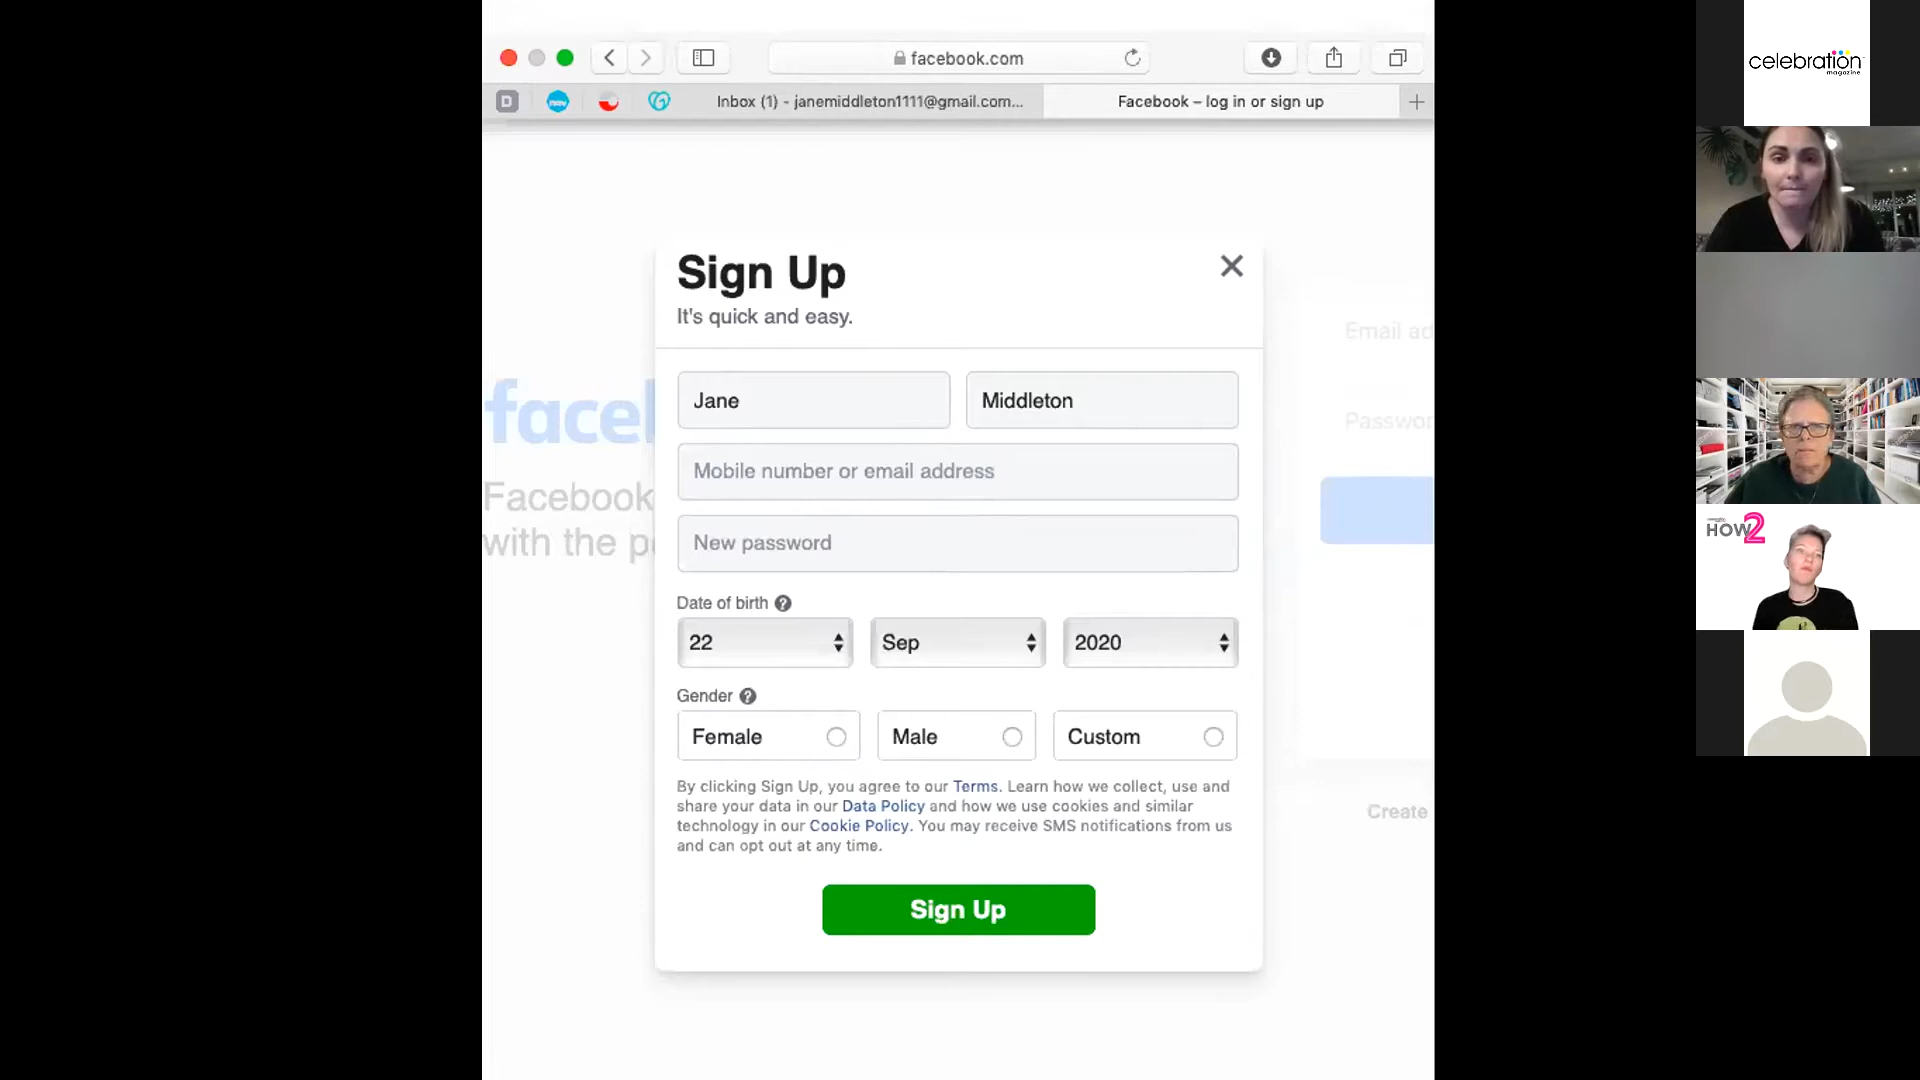 facebook.com
Inbox (1) - janemiddleton1111@gmail.com...
Facebook – log in or sign up
Sign Up
It's quick and easy.
Jane
Middleton
Mobile number or email address
New password
Date of birth
22
Sep
2020
Gender
Female
Male
Custom
By clicking Sign Up, you agree to our Terms. Learn how we collect, use and
share your data in our Data Policy and how we use cookies and similar
technology in our Cookie Policy. You may receive SMS notifications from us
and can opt out at any time.
Sign Up
Facebook
with the
Email
Create
celebration
magazine
HOW2